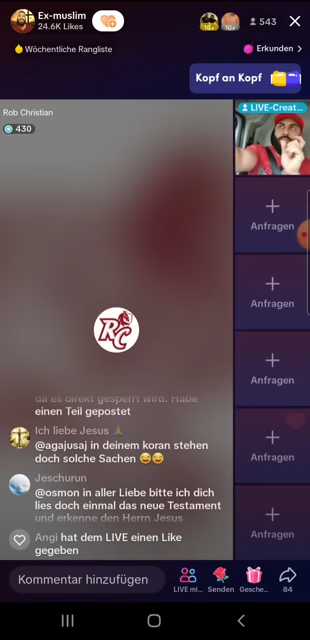 Ex-muslim
24.6K Likes
10+
10+
543
Wöchentliche Rangliste
Erkunden >
Kopf an Kopf
Rob Christian
430
LIVE-Creat...
Anfragen
Anfragen
Anfragen
Anfragen
Anfragen
RC
da es direkt gesperrt wird. Habe
einen Teil gepostet
Ich liebe Jesus
@agajusaj in deinem koran stehen
doch solche Sachen 😂😂
Jeschurun
@osmon in aller Liebe bitte ich dich
lies doch einmal das neue Testament
und erkenne den Herrn Jesus
Angi hat dem LIVE einen Like
gegeben
Kommentar hinzufügen
LIVE mi...
Senden
Gesche...
84